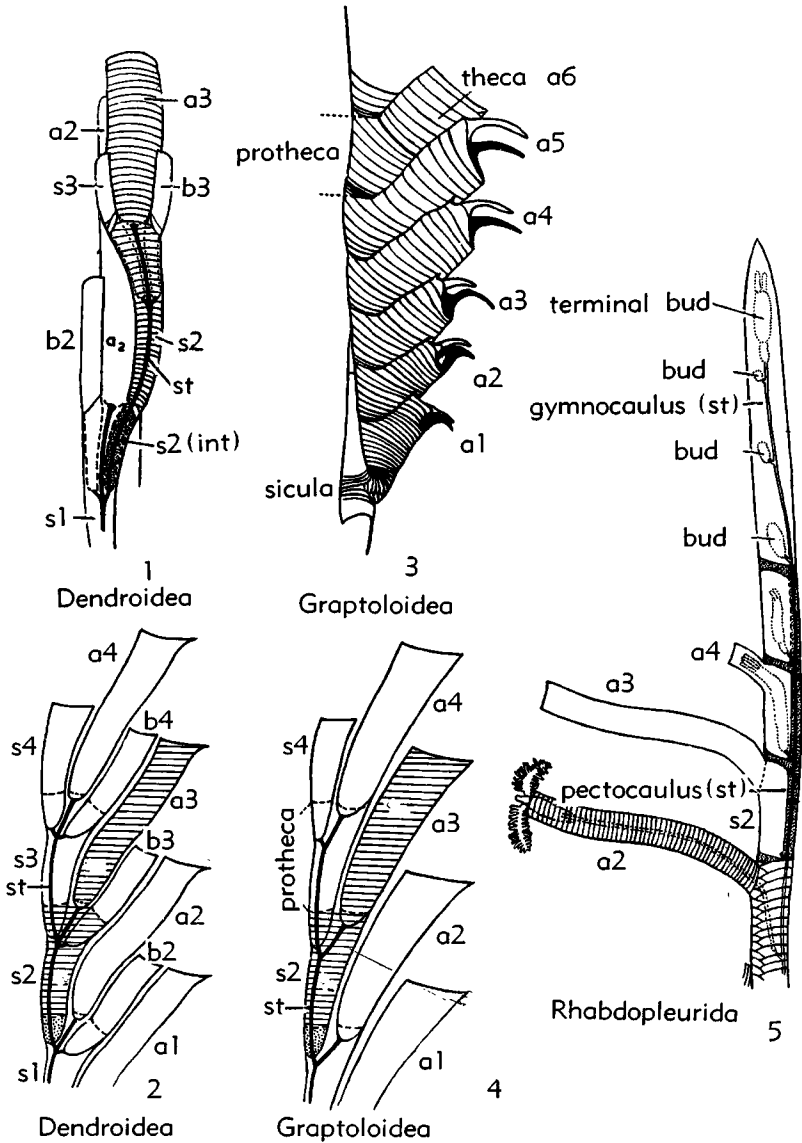 a3
a2
s3
b3
b2
a2
s2
st
s2 (int)
s1
1
Dendroidea
theca a6
protheca
a5
a4
a3
a2
a1
sicula
3
Graptoloidea
terminal bud
bud
gymnocaulus (st)
bud
bud
a4
a3
pectocaulus (st)
s2
a2
Rhabdopleurida
5
a4
b4
s4
a3
s3
b3
st
a2
s2
b2
a1
s1
2
Dendroidea
a4
s4
a3
protheca
a2
s2
st
a1
4
Graptoloidea